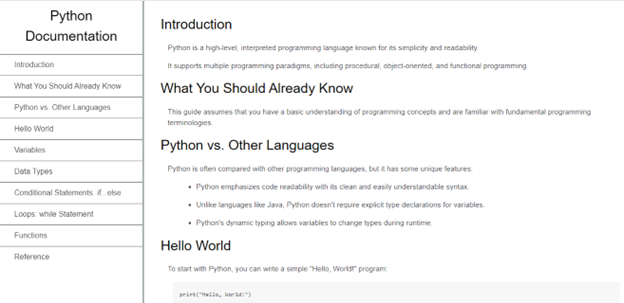 Python
Documentation
Introduction
What You Should Already Know
Python vs. Other Languages
Hello World
Variables
Data Types
Conditional Statements: if...else
Loops: while Statement
Functions
Reference
Introduction
Python is a high-level, interpreted programming language known for its simplicity and readability.
It supports multiple programming paradigms, including procedural, object-oriented, and functional programming.
What You Should Already Know
This guide assumes that you have a basic understanding of programming concepts and are familiar with fundamental programming
terminologies.
Python vs. Other Languages
Python is often compared with other programming languages, but it has some unique features.
• Python emphasizes code readability with its clean and easily understandable syntax.
• Unlike languages like Java, Python doesn't require explicit type declarations for variables.
• Python's dynamic typing allows variables to change types during runtime.
Hello World
To start with Python, you can write a simple "Hello, World!" program:
print("Hello, World!")